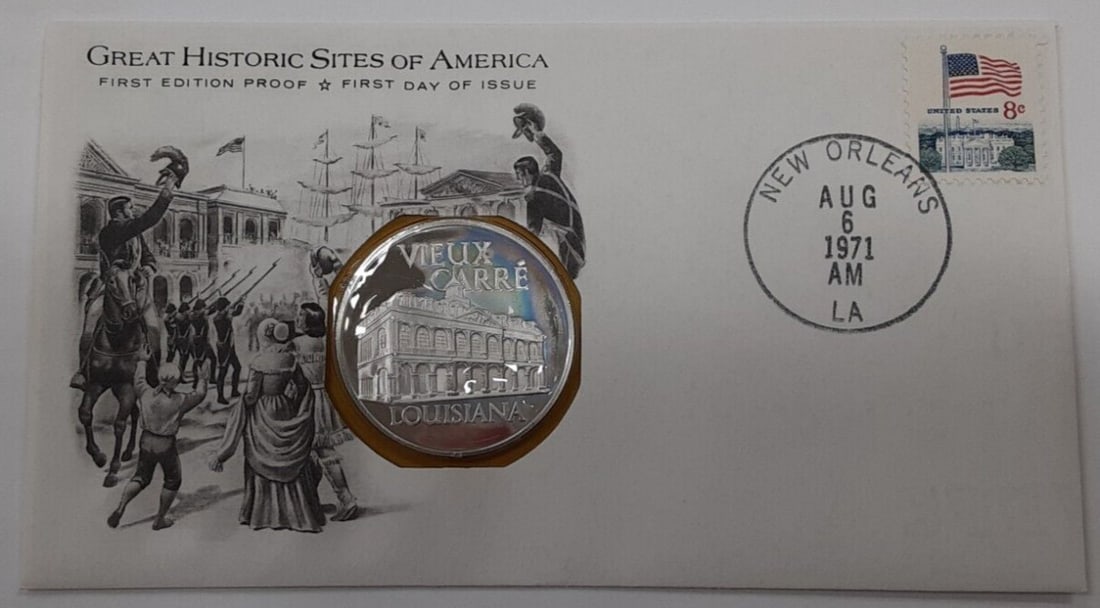 GREAT HISTORIC SITES OF AMERICA
FIRST EDITION PROOF ☆ FIRST DAY OF ISSUE
UNITED STATES 8c
NEW ORLEANS
AUG
6
1971
AM
LA
VIEUX
CARRÉ
LOUISIANA